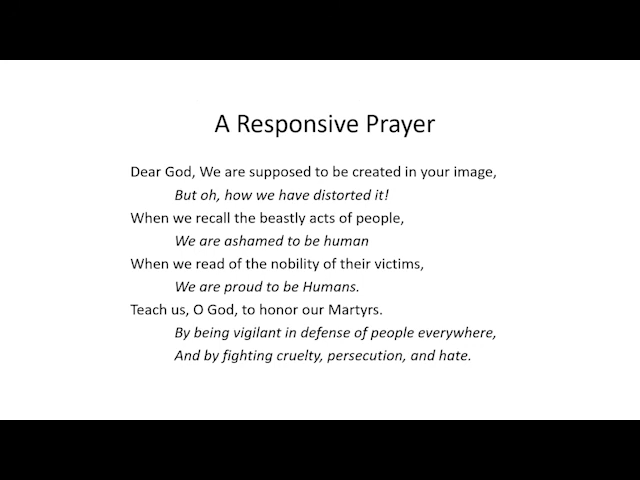 A Responsive Prayer
Dear God, We are supposed to be created in your image,
But oh, how we have distorted it!
When we recall the beastly acts of people,
We are ashamed to be human
When we read of the nobility of their victims,
We are proud to be Humans.
Teach us, O God, to honor our Martyrs.
By being vigilant in defense of people everywhere,
And by fighting cruelty, persecution, and hate.